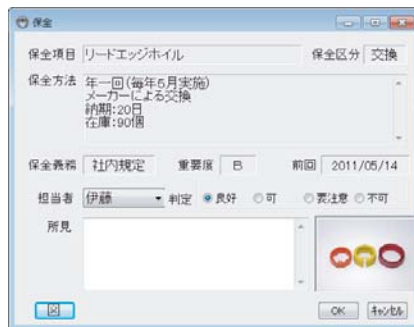 保全
保全項目 リードエッジホイル 保全区分 交換
保全方法 年一回(毎年5月実施)
メーカーによる交換
納期:20日
在庫:90個
保全義務 社内規定 重要度 B 前回 2011/05/14
担当者 伊藤 判定 良好 可 要注意 不可
所見
図
OK キャンセル